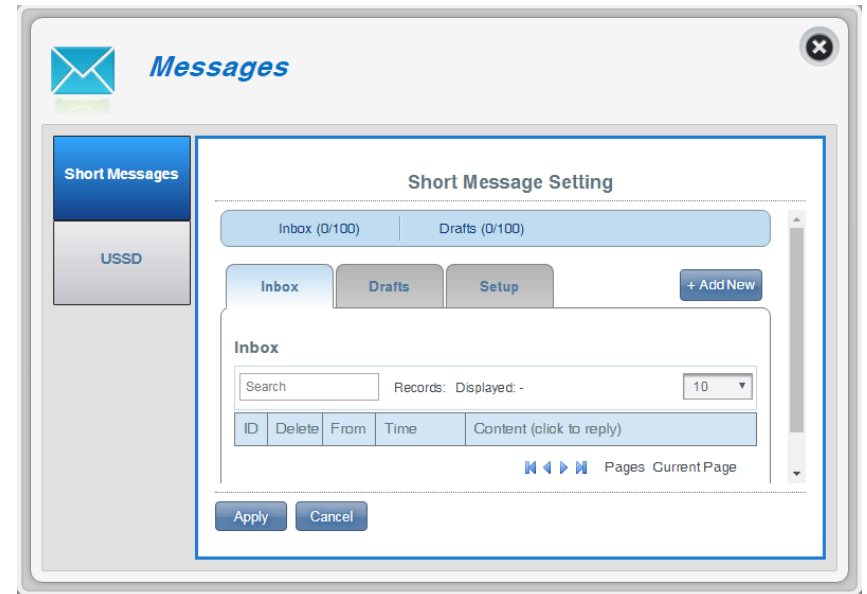 Messages
Short Messages
USSD
Short Message Setting
Inbox (0/100) Drafts (0/100)
Inbox Drafts Setup + Add New
Inbox
Search Records: Displayed: - 10
ID Delete From Time Content (click to reply)
Pages Current Page
Apply Cancel